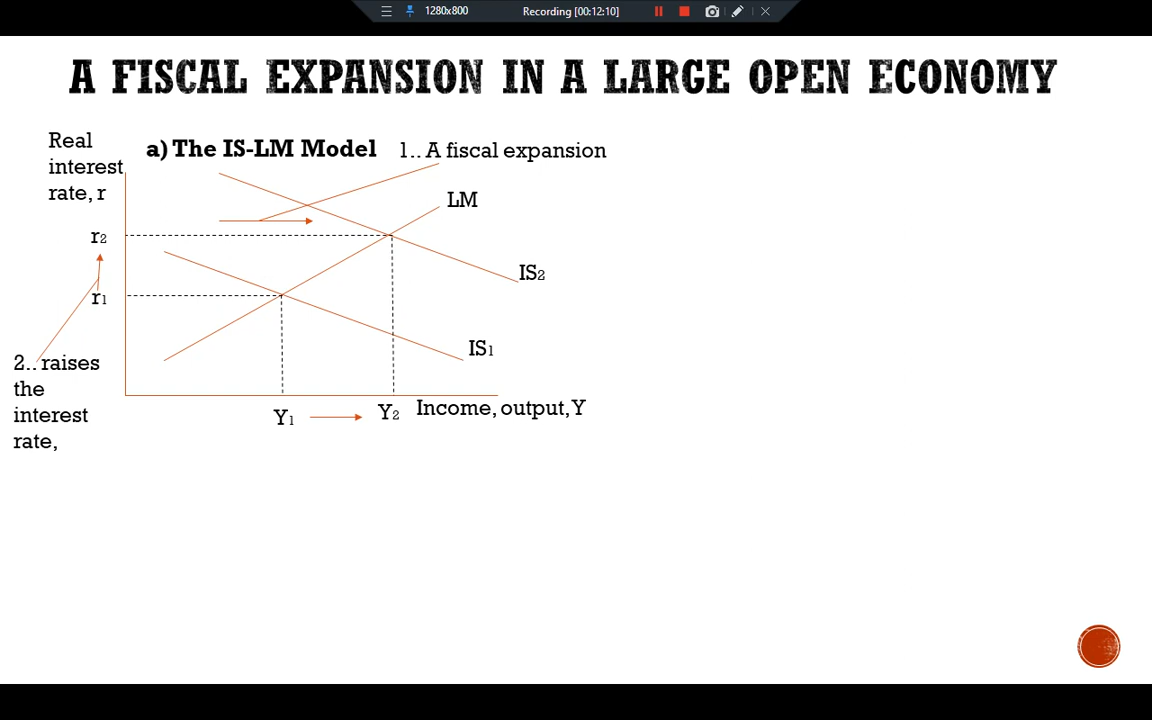 1280x800
Recording [00:12:10]
A FISCAL EXPANSION IN A LARGE OPEN ECONOMY
Real
interest
rate, r
a) The IS-LM Model
1.. A fiscal expansion
LM
r2
IS2
r1
IS1
2.. raises
the
interest
rate,
Y1
Y2
Income, output, Y